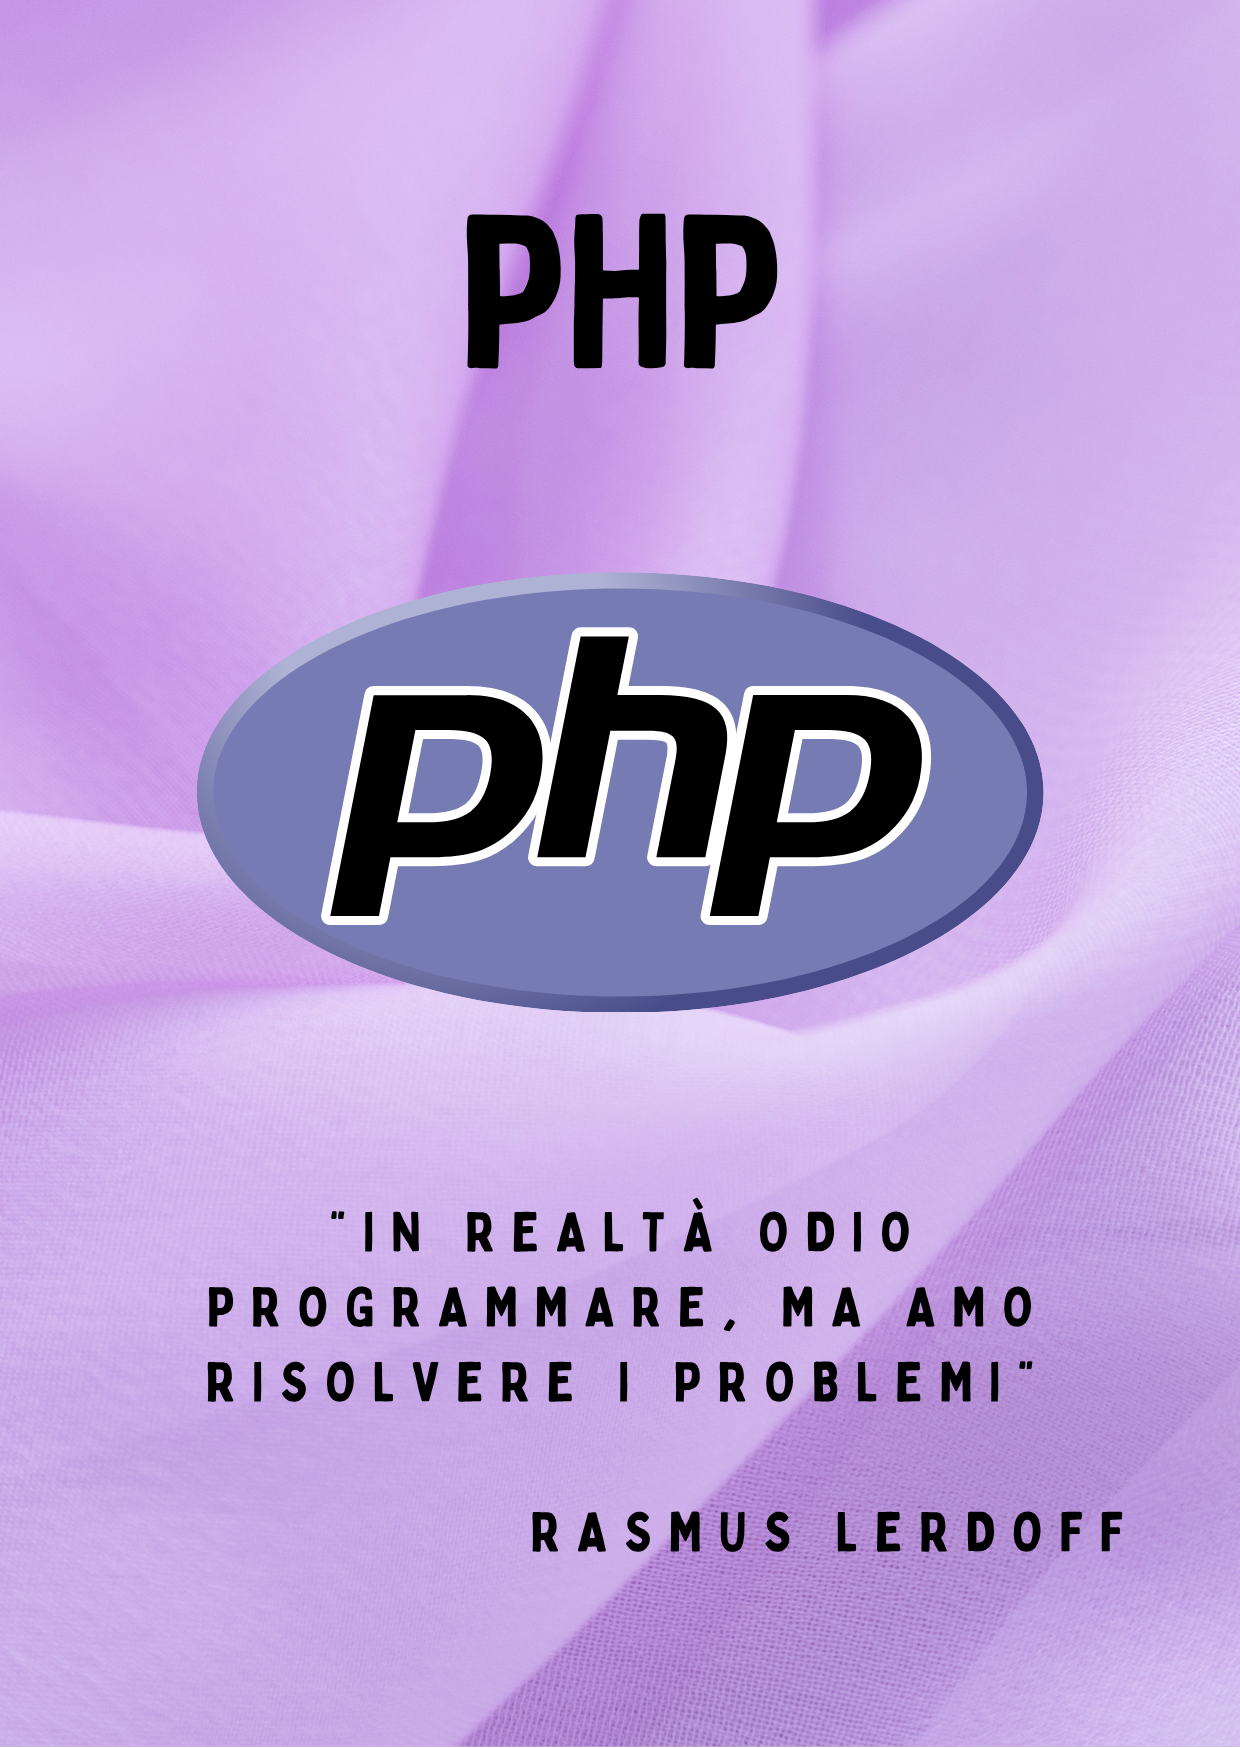 PHP
php
"IN REALTÀ ODIO
PROGRAMMARE, MA AMO
RISOLVERE I PROBLEMI"
RASMUS LERDOFF